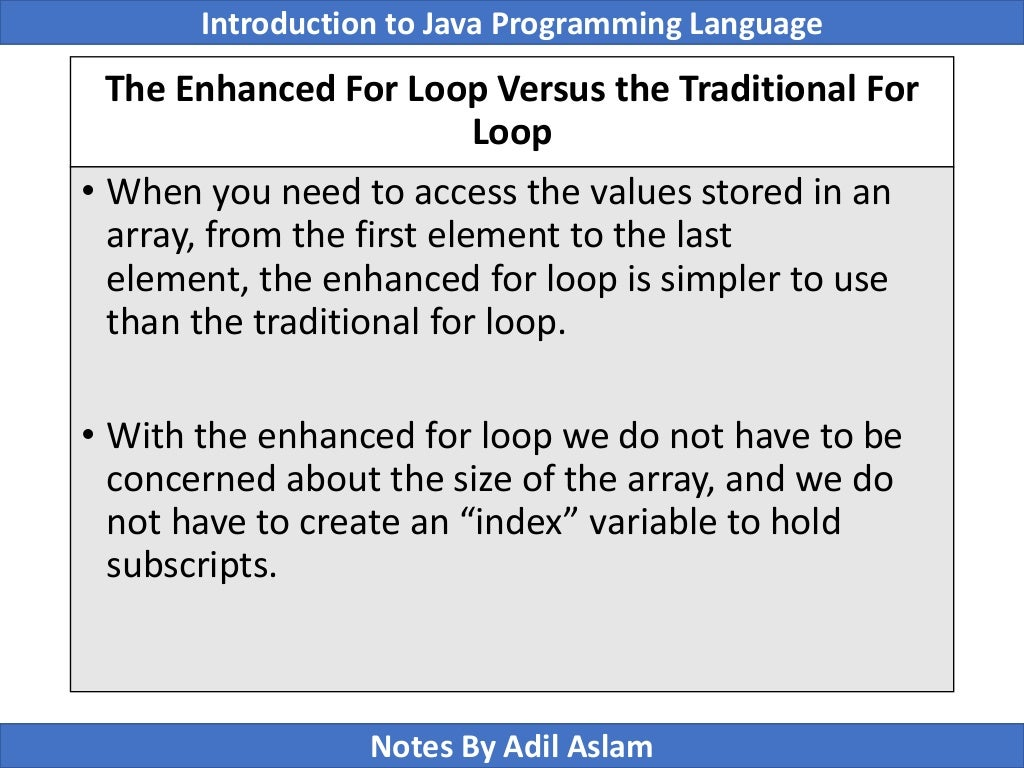 Introduction to Java Programming Language
The Enhanced For Loop Versus the Traditional For
Loop
• When you need to access the values stored in an
array, from the first element to the last
element, the enhanced for loop is simpler to use
than the traditional for loop.
• With the enhanced for loop we do not have to be
concerned about the size of the array, and we do
not have to create an “index” variable to hold
subscripts.
Notes By Adil Aslam